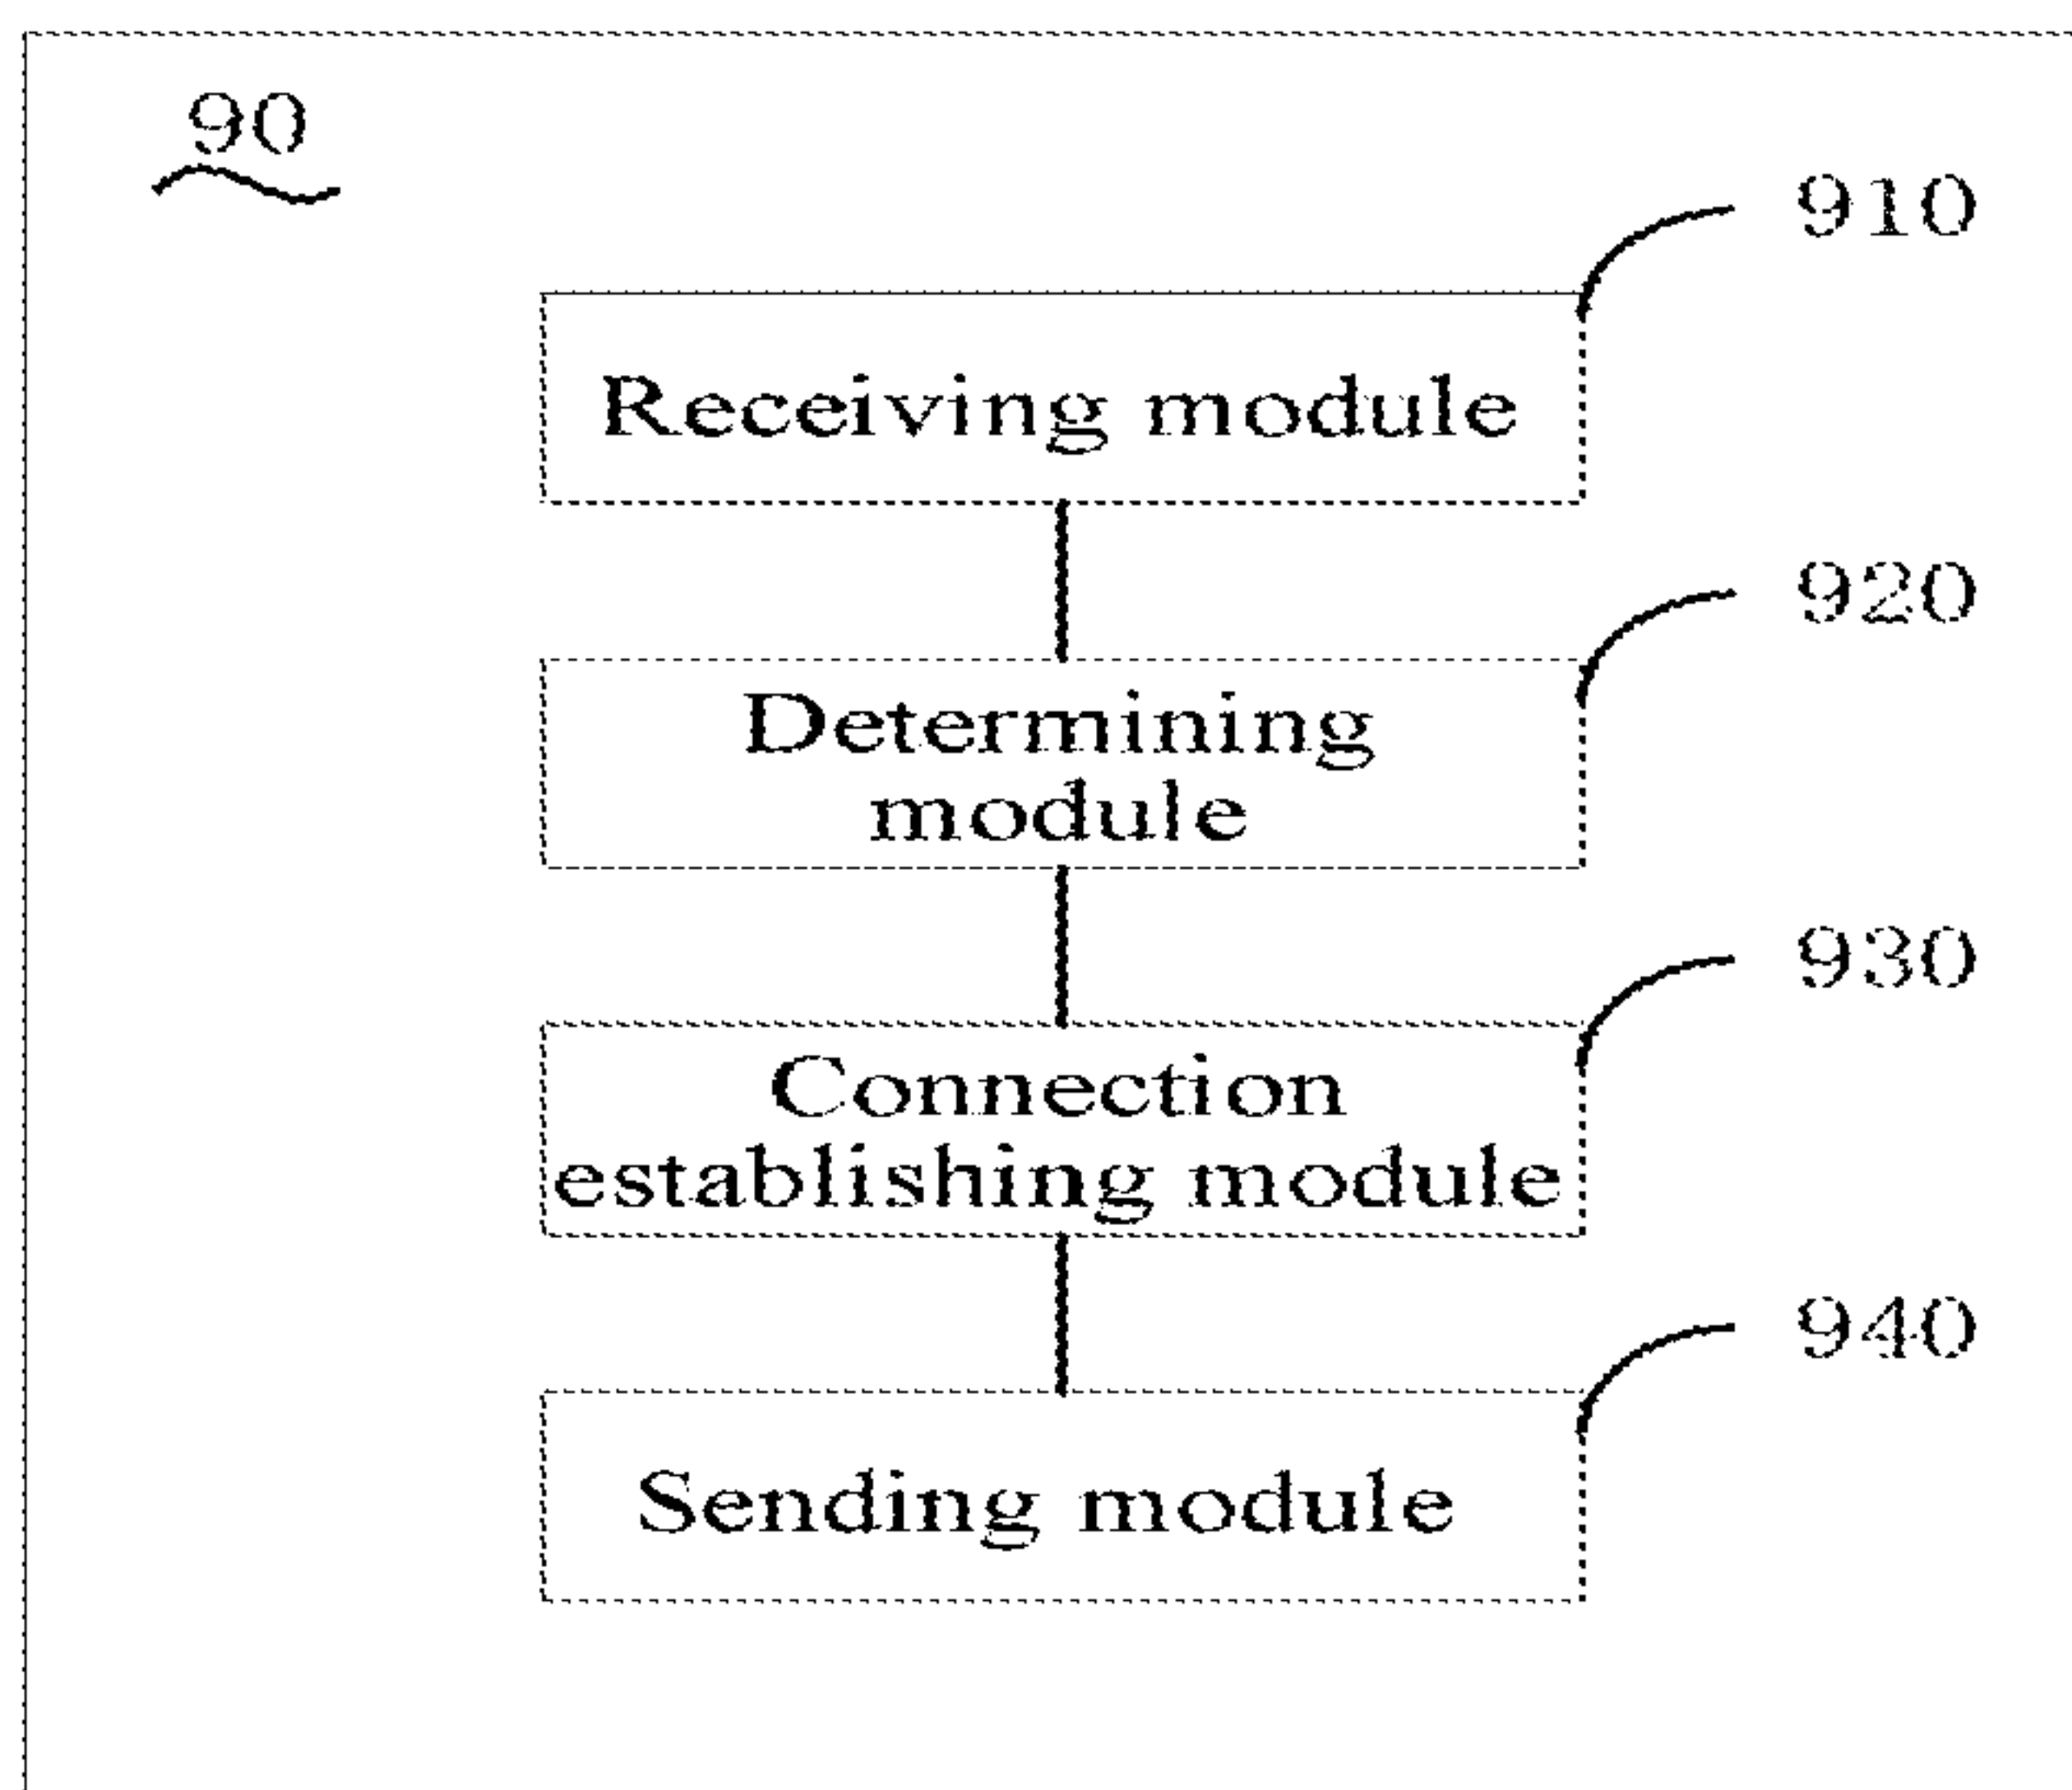 90
910
Receiving module
920
Determining
module
930
Connection
establishing module
940
Sending module